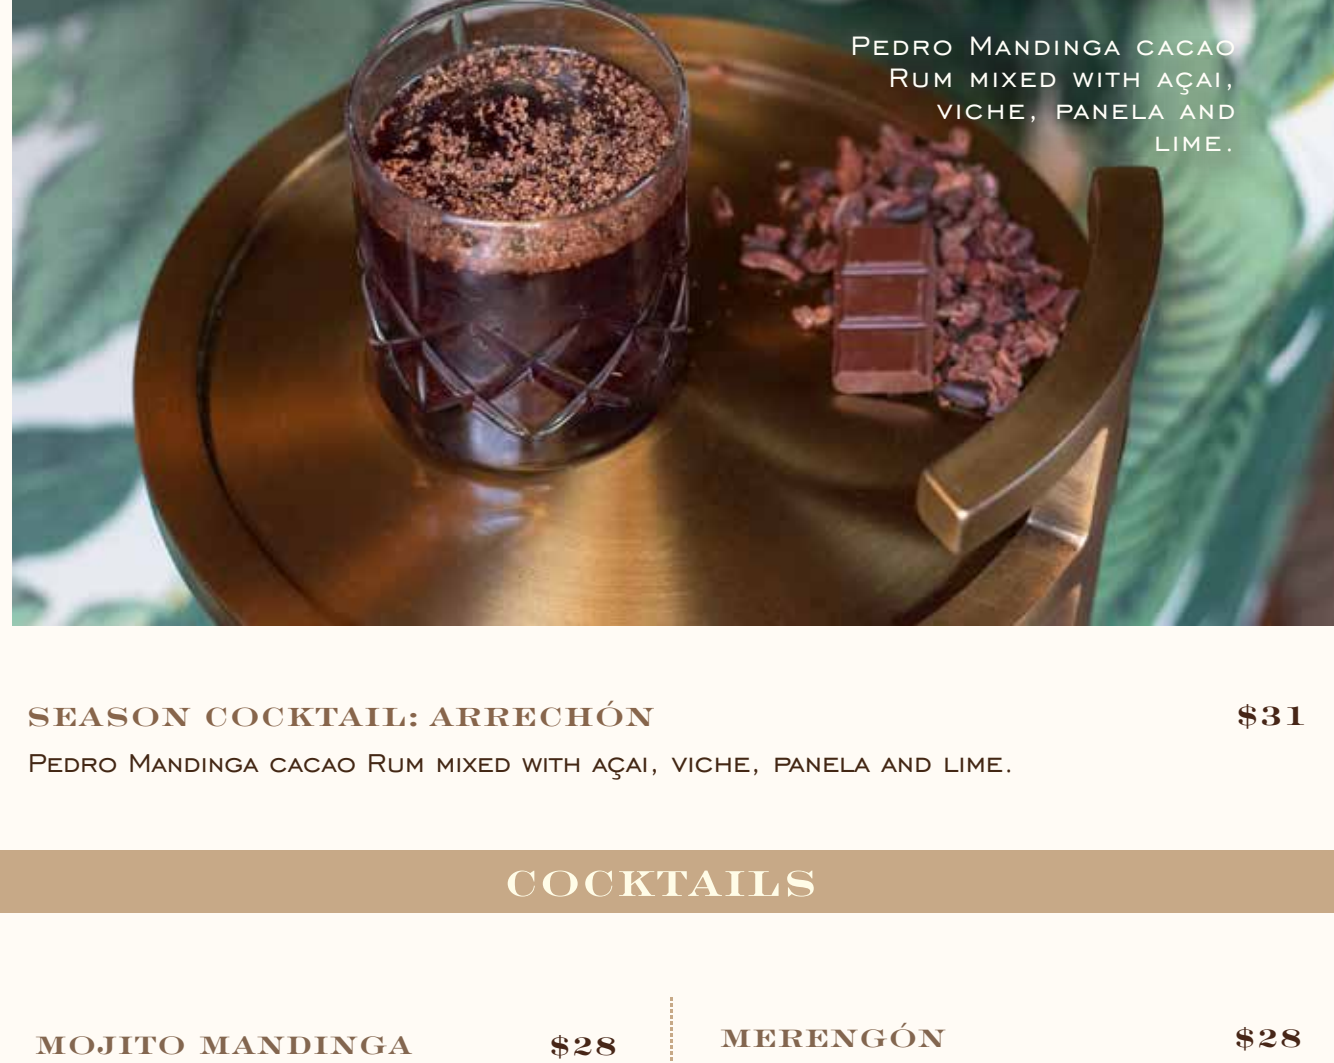 Pedro Mandinga cacao
Rum mixed with açai,
viche, panela and
lime.
SEASON COCKTAIL: ARRECHÓN $31
Pedro Mandinga cacao Rum mixed with açai, viche, panela and lime.
COCKTAILS
MOJITO MANDINGA $28
MERENGÓN $28